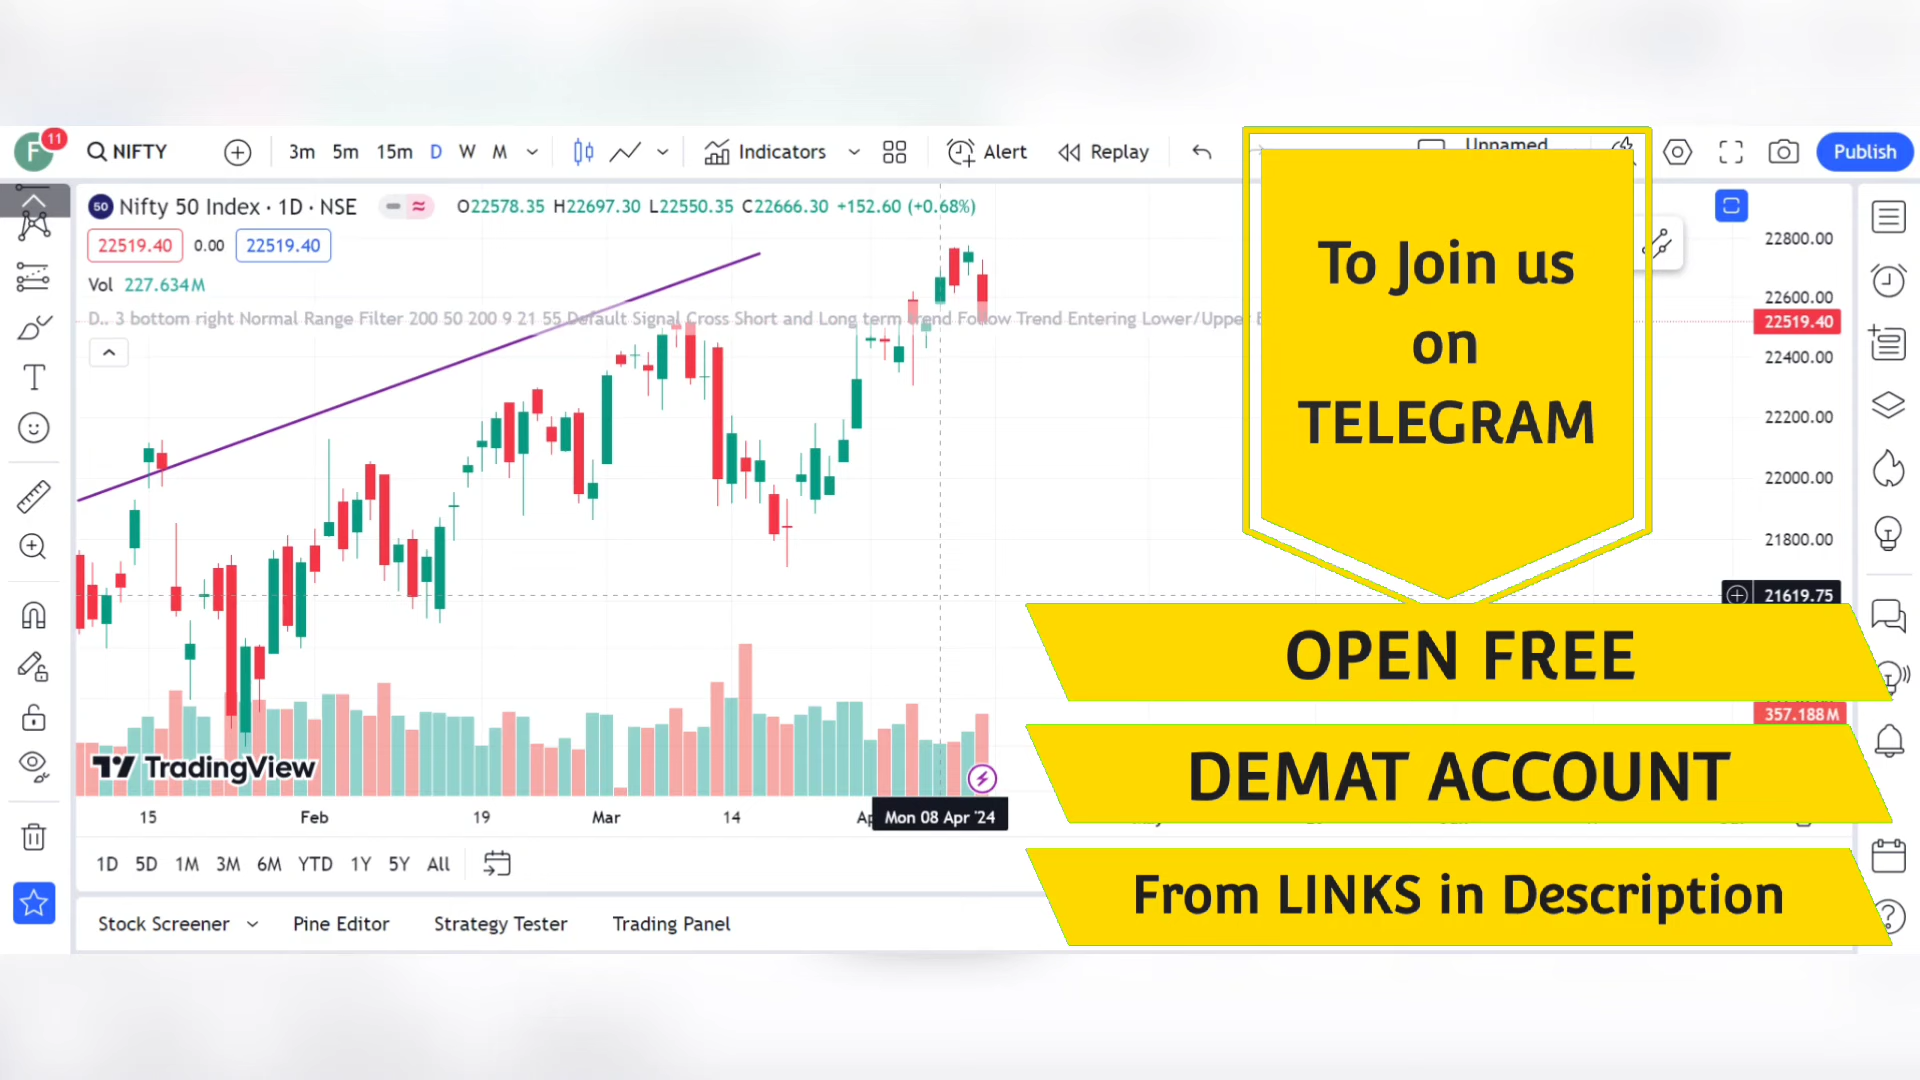 F 11 NIFTY 3m 5m 15m D W M Indicators Alert Replay Unnamed Publish
50 Nifty 50 Index · 1D · NSE O22578.35 H22697.30 L22550.35 C22666.30 +152.60 (+0.68%)
22519.40 0.00 22519.40
Vol 227.634M
D.. 3 bottom right Normal Range Filter 200 50 200 9 21 55 Default Signal Cross Short and Long term Trend Follow Trend Entering Lower/Upper
To Join us
on
TELEGRAM
22800.00
22600.00
22519.40
22400.00
22200.00
22000.00
21800.00
21619.75
OPEN FREE
357.188M
DEMAT ACCOUNT
TradingView
15 Feb 19 Mar 14 Mon 08 Apr '24
1D 5D 1M 3M 6M YTD 1Y 5Y All
From LINKS in Description
Stock Screener Pine Editor Strategy Tester Trading Panel